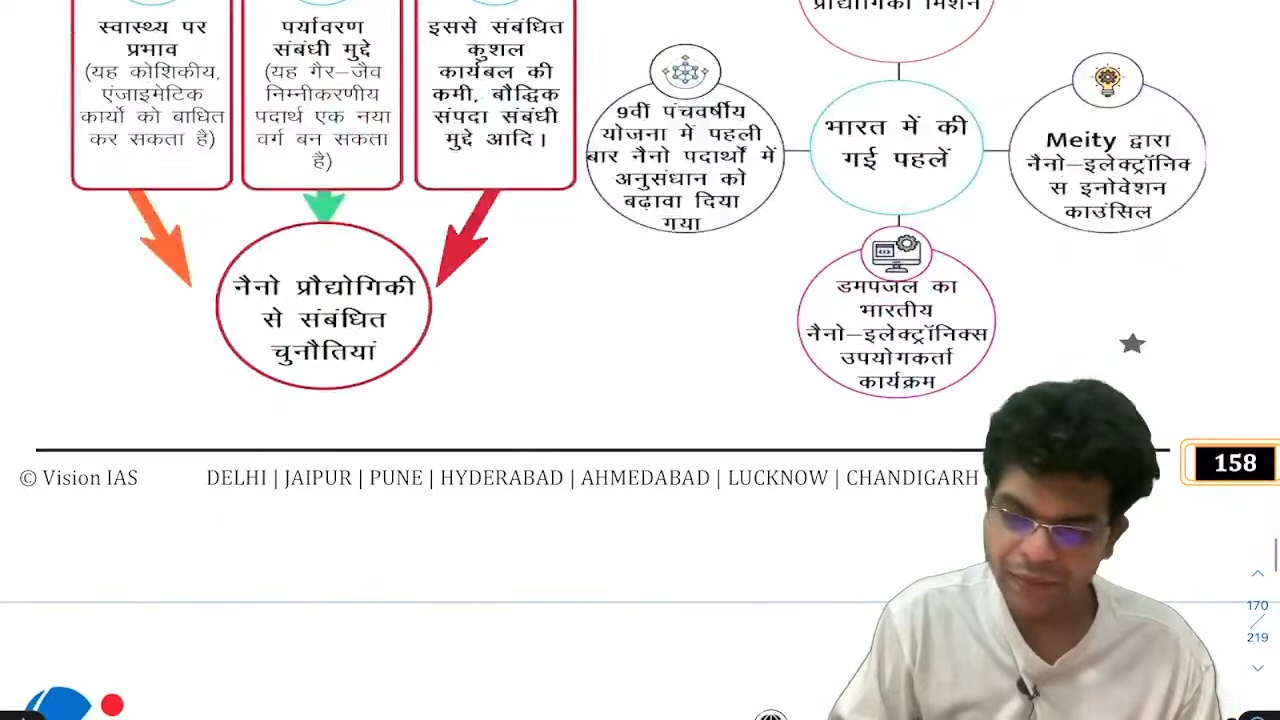 स्वास्थ्य पर
प्रभाव
(यह कोशिकीय,
एंजाइमेटिक
कार्यों को बाधित
कर सकता है)
पर्यावरण
संबंधी मुद्दे
(यह गैर–जैव
निम्नीकरणीय
पदार्थ एक नया
वर्ग बन सकता
है)
इससे संबंधित
कुशल
कार्यबल की
कमी, बौद्धिक
संपदा संबंधी
मुद्दे आदि।
नैनो प्रौद्योगिकी
से संबंधित
चुनौतियां
प्रौद्योगिकी मिशन
9वीं पंचवर्षीय
योजना में पहली
बार नैनो पदार्थों में
अनुसंधान को
बढ़ावा दिया
गया
भारत में की
गई पहलें
Meity द्वारा
नैनो–इलेक्ट्रॉनिक
स इनोवेशन
काउंसिल
डमपजल का
भारतीय
नैनो–इलेक्ट्रॉनिक्स
उपयोगकर्ता
कार्यक्रम
© Vision IAS
DELHI | JAIPUR | PUNE | HYDERABAD | AHMEDABAD | LUCKNOW | CHANDIGARH
158
170
219